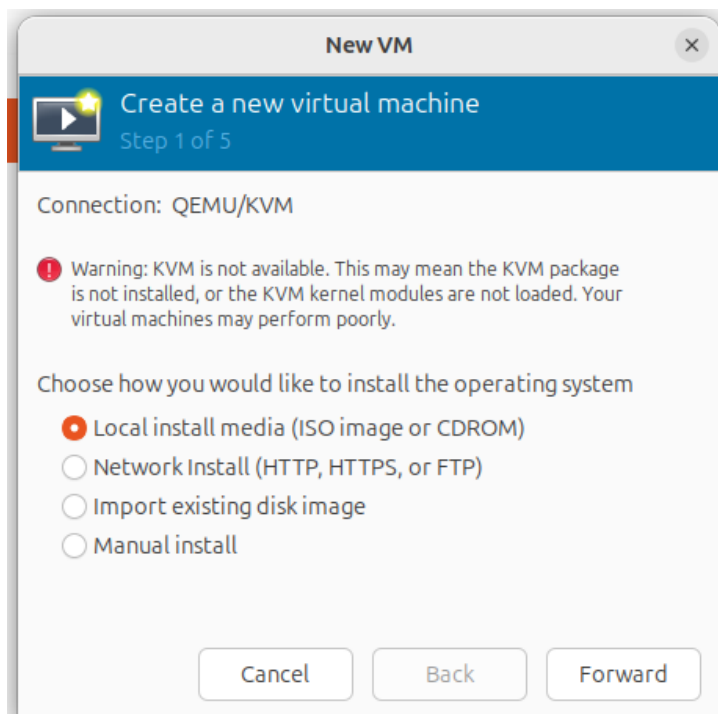 New VM
Create a new virtual machine
Step 1 of 5
Connection: QEMU/KVM
Warning: KVM is not available. This may mean the KVM package
is not installed, or the KVM kernel modules are not loaded. Your
virtual machines may perform poorly.
Choose how you would like to install the operating system
Local install media (ISO image or CDROM)
Network Install (HTTP, HTTPS, or FTP)
Import existing disk image
Manual install
Cancel Back Forward